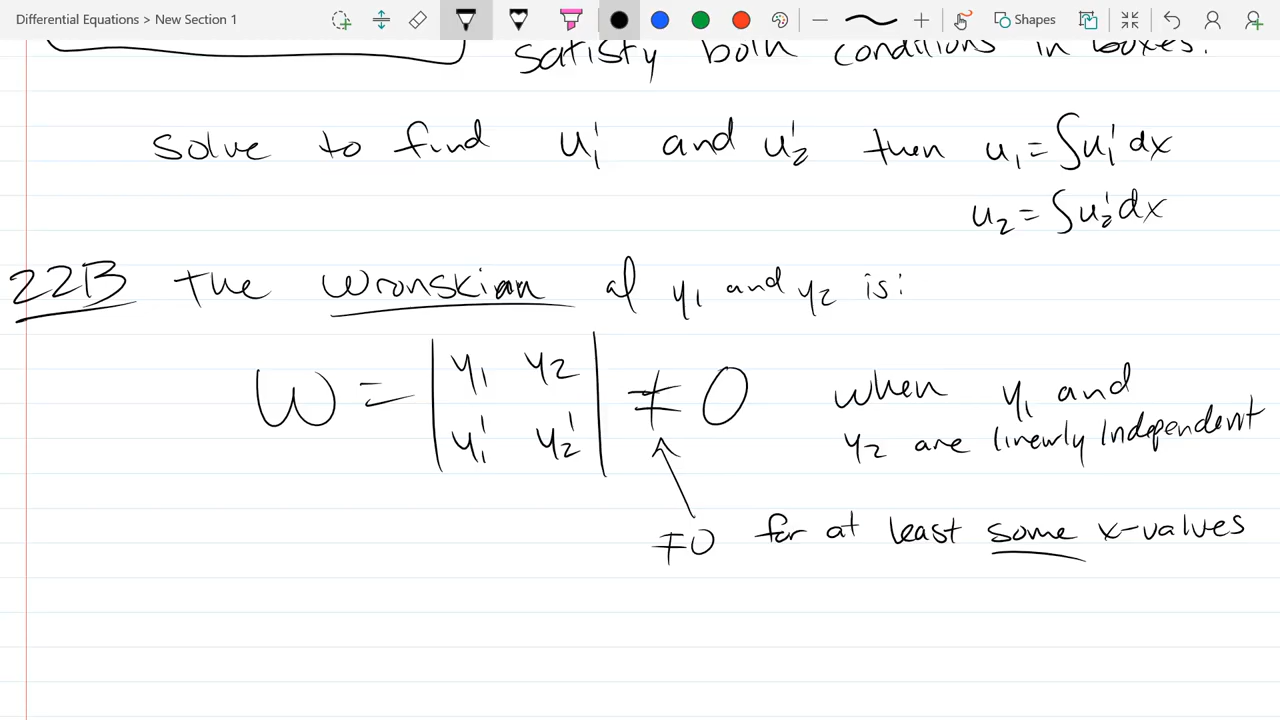 Differential Equations > New Section 1
Shapes
satisfy both conditions in boxes.
solve to find u₁' and u₂' then u₁ = ∫u₁' dx
u₂ = ∫u₂' dx
22B the Wronskian of y₁ and y₂ is:
W = | y₁ y₂ | ≠ 0 when y₁ and
| y₁' y₂' | y₂ are linearly independent
≠0 for at least some x-values